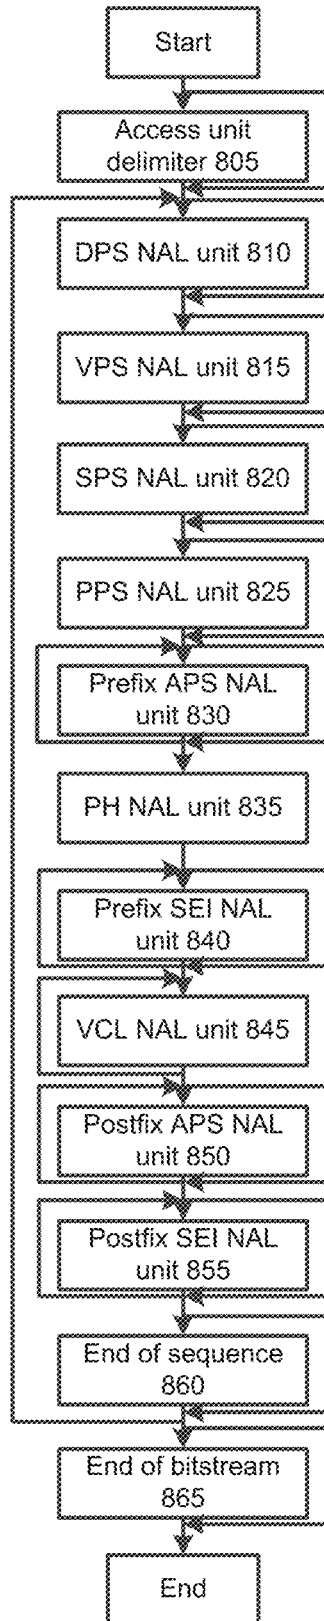 Start
Access unit
delimiter 805
DPS NAL unit 810
VPS NAL unit 815
SPS NAL unit 820
PPS NAL unit 825
Prefix APS NAL
unit 830
PH NAL unit 835
Prefix SEI NAL
unit 840
VCL NAL unit 845
Postfix APS NAL
unit 850
Postfix SEI NAL
unit 855
End of sequence
860
End of bitstream
865
End